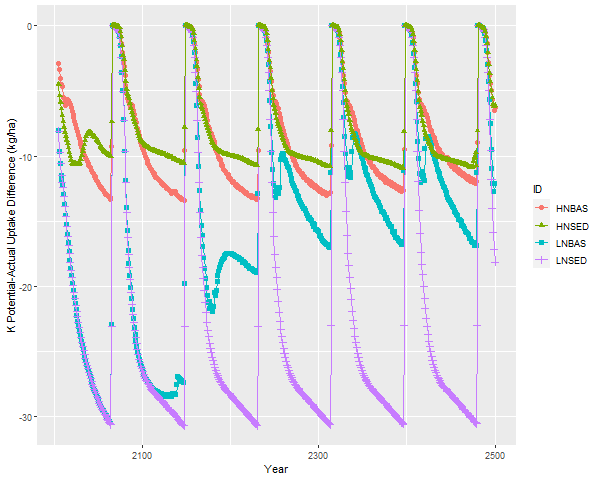 K Potential-Actual Uptake Difference (kg/ha)
0
-10
-20
-30
2100
2300
2500
Year
ID
HNBAS
HNSED
LNBAS
LNSED